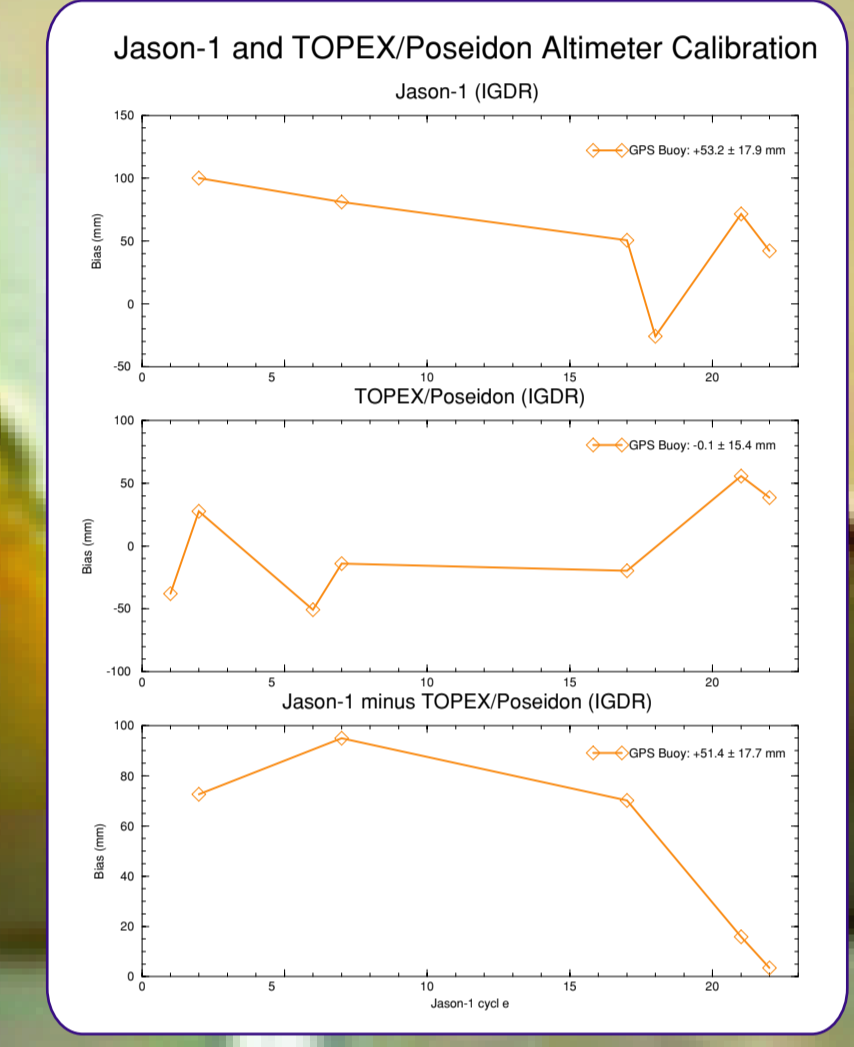 Jason-1 and TOPEX/Poseidon Altimeter Calibration
Jason-1 (IGDR)
150
100
50
0
-50
Bias (mm)
GPS Buoy: +53.2 ± 17.9 mm
0 5 10 15 20
TOPEX/Poseidon (IGDR)
100
50
0
-50
-100
Bias (mm)
GPS Buoy: -0.1 ± 15.4 mm
0 5 10 15 20
Jason-1 minus TOPEX/Poseidon (IGDR)
100
80
60
40
20
0
Bias (mm)
GPS Buoy: +51.4 ± 17.7 mm
0 5 10 15 20
Jason-1 cycl e